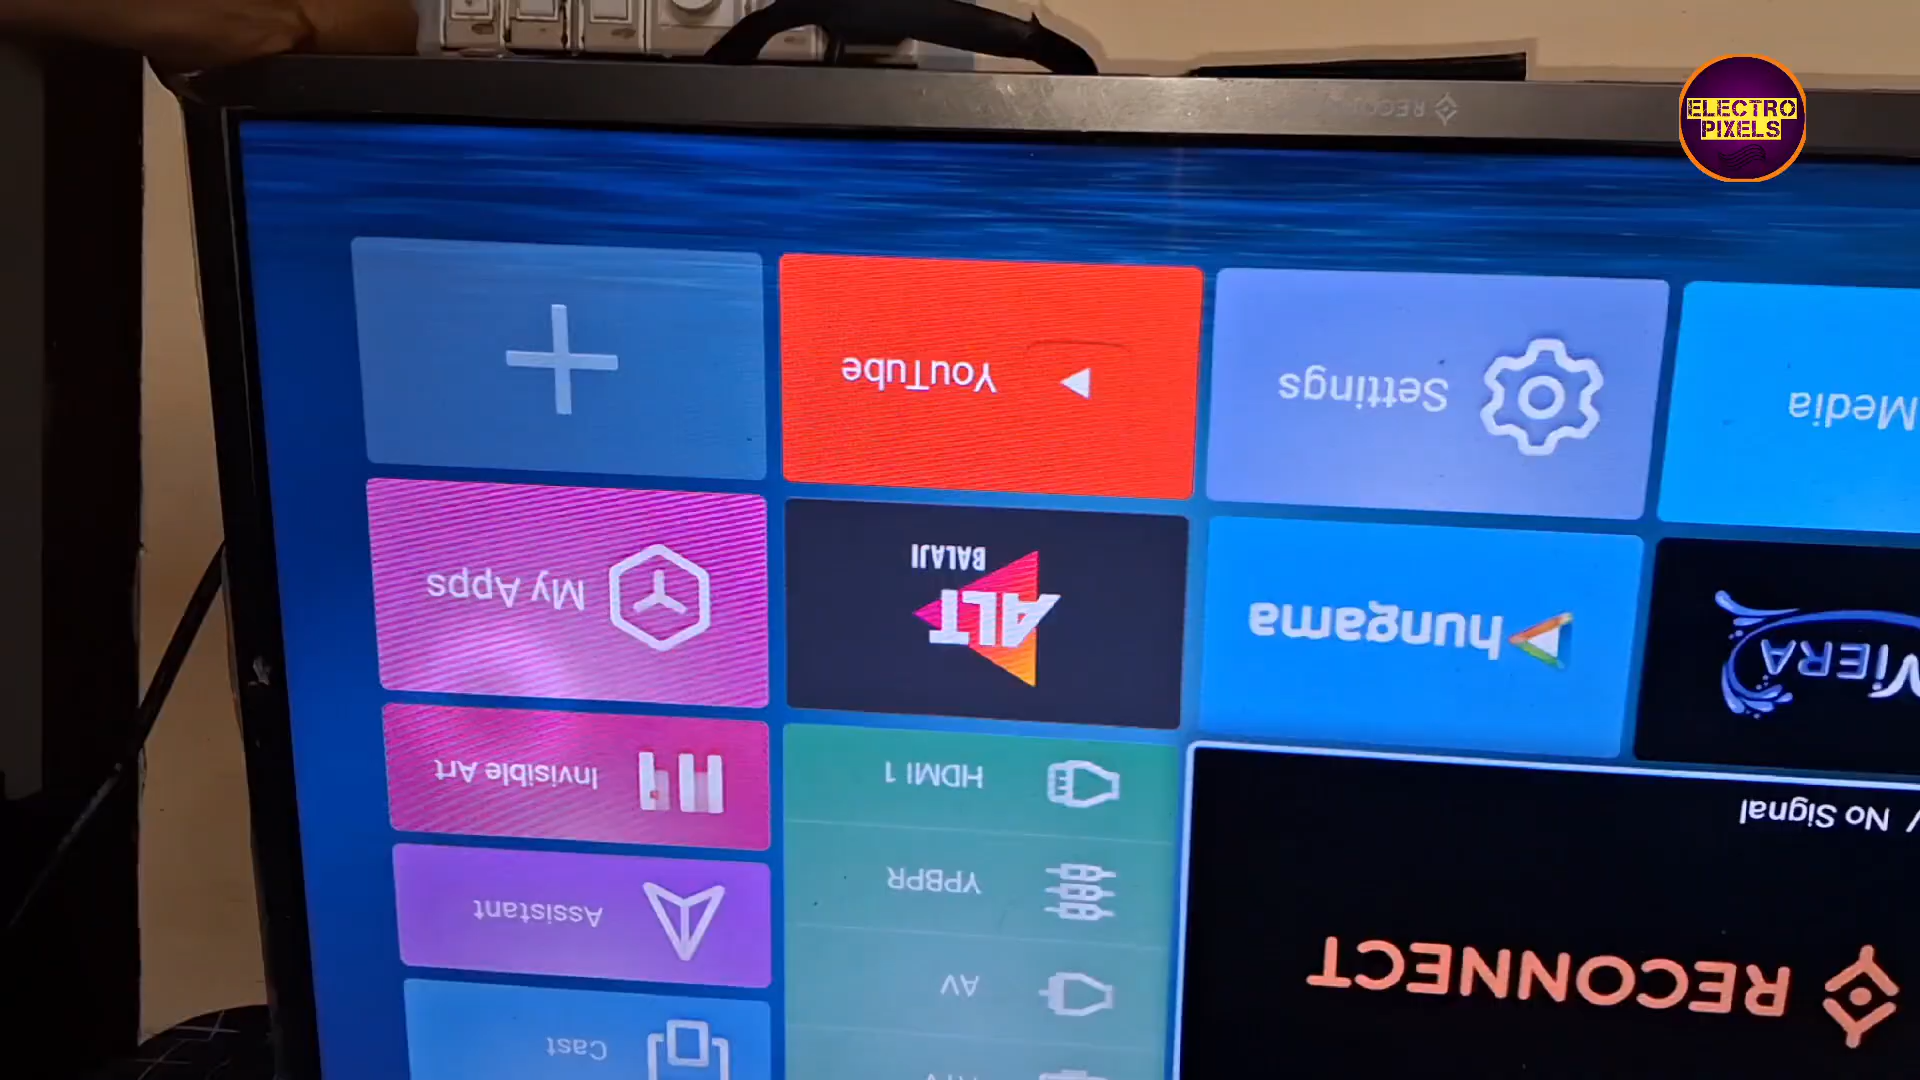 ELECTRO
PIXELS
RECONNECT
No Signal
Cast
AV
Assistant
YPBPR
Invisible Art
HDMI 1
VIERA
hungama
ALT
BALAJI
My Apps
Media
Settings
YouTube